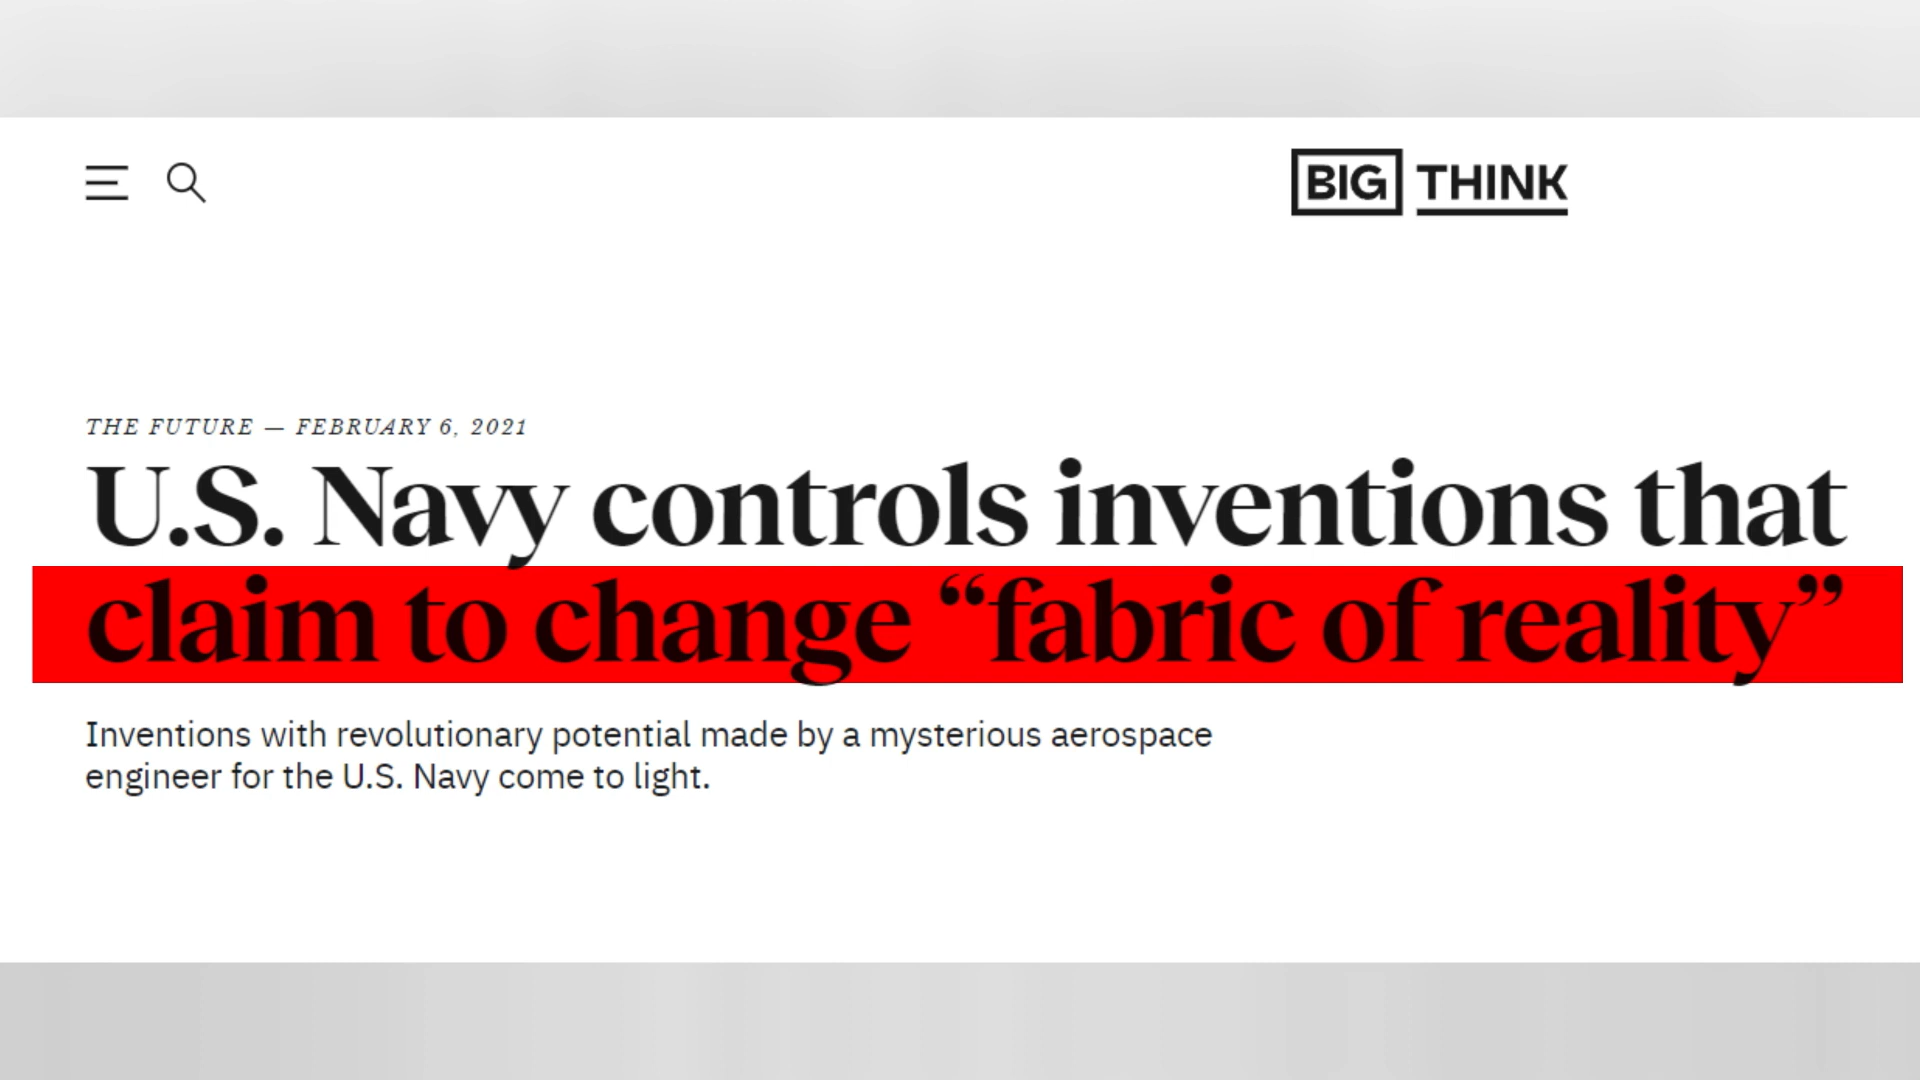 BIG THINK
THE FUTURE — FEBRUARY 6, 2021
U.S. Navy controls inventions that
claim to change “fabric of reality”
Inventions with revolutionary potential made by a mysterious aerospace
engineer for the U.S. Navy come to light.